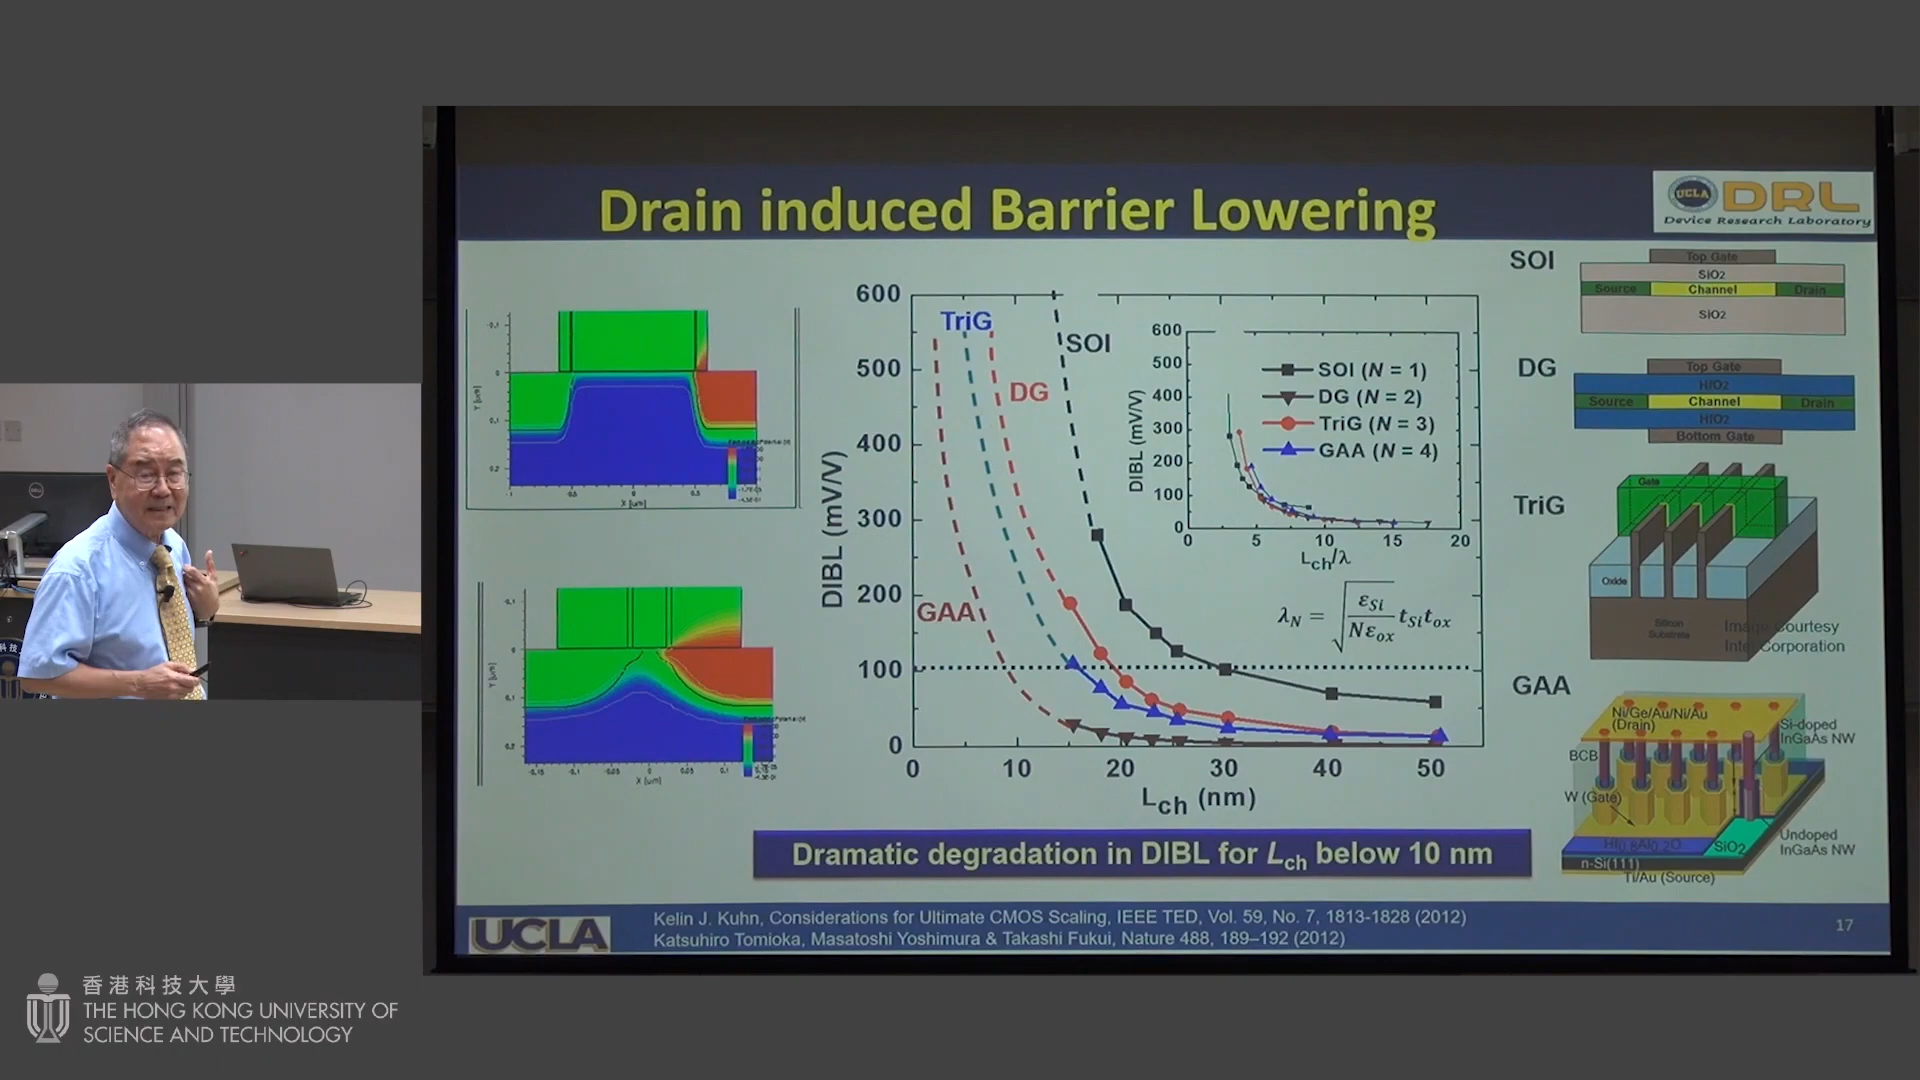 Drain induced Barrier Lowering
UCLA
DRL
Device Research Laboratory
600
500
400
300
200
100
0
DIBL (mV/V)
0 10 20 30 40 50
Lch (nm)
TriG
SOI
DG
GAA
600
500
400
300
200
100
0
DIBL (mV/V)
0 5 10 15 20
Lch/λ
SOI (N = 1)
DG (N = 2)
TriG (N = 3)
GAA (N = 4)
λN = √(εSi/Nεox) tSi tox
X [um]
X [um]
SOI
Top Gate
SiO2
Source Channel Drain
SiO2
DG
Top Gate
HfO2
Source Channel Drain
HfO2
Bottom Gate
TriG
Gate
Oxide
Silicon
Substrate
Image Courtesy
Intel Corporation
GAA
Ni/Ge/Au/Ni/Au
(Drain)
Si-doped
InGaAs NW
BCB
W (Gate)
Undoped
InGaAs NW
SiO2
n-Si(111)
Ti/Au (Source)
Dramatic degradation in DIBL for Lch below 10 nm
UCLA
Kelin J. Kuhn, Considerations for Ultimate CMOS Scaling, IEEE TED, Vol. 59, No. 7, 1813-1828 (2012)
Katsuhiro Tomioka, Masatoshi Yoshimura & Takashi Fukui, Nature 488, 189–192 (2012)
17
香港科技大學
THE HONG KONG UNIVERSITY OF
SCIENCE AND TECHNOLOGY